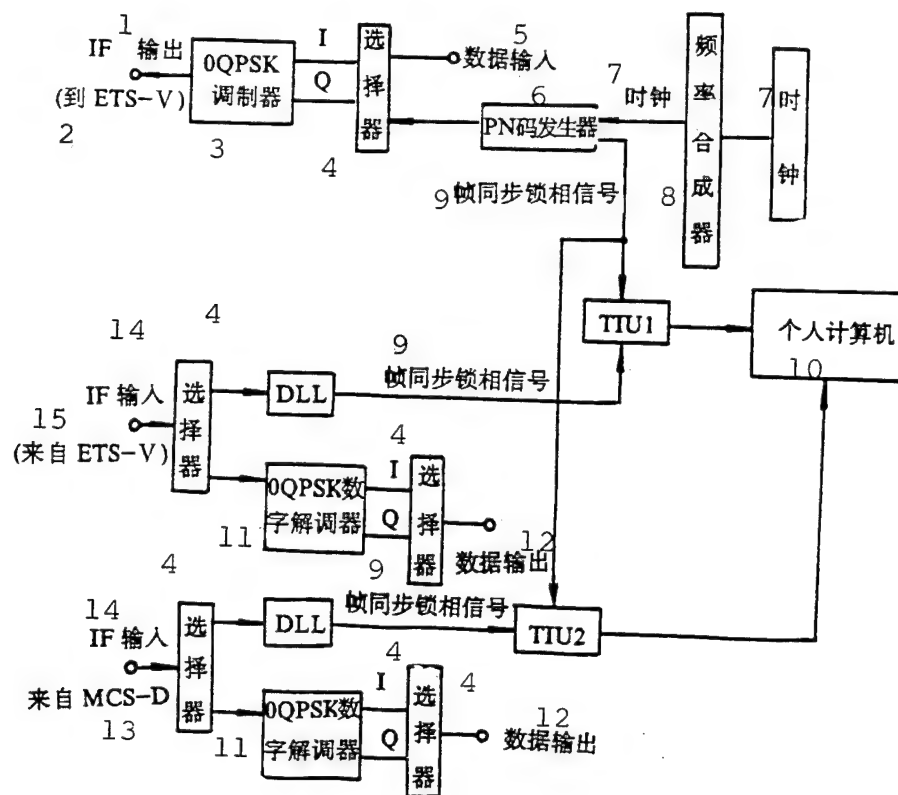 1
IF 输出
(到 ETS-V)
2
0QPSK
调制器
3
I
Q
选择器
4
5
数据输入
6
PN码发生器
7
时钟
频率合成器
8
7
时钟
9 帧同步锁相信号
TIU1
个人计算机
10
14
4
IF 输入
15
(来自 ETS-V)
选择器
DLL
9
帧同步锁相信号
0QPSK数
字解调器
11
4
I
Q
选择器
12
数据输出
4
14
IF 输入
来自 MCS-D
13
选择器
DLL
9
帧同步锁相信号
TIU2
0QPSK数
字解调器
11
4
I
Q
选择器
4
12
数据输出